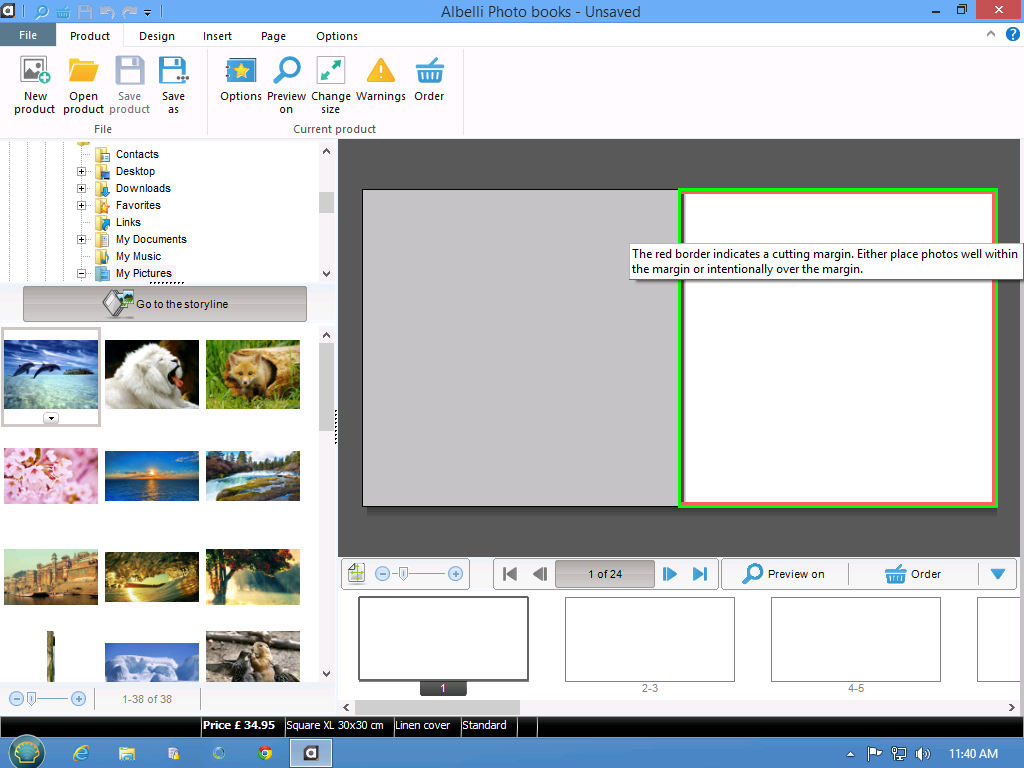 Albelli Photo books - Unsaved
File Product Design Insert Page Options
New product
Open product
Save product
Save as
Options
Preview on
Change size
Warnings
Order
File
Current product
Contacts
Desktop
Downloads
Favorites
Links
My Documents
My Music
My Pictures
Go to the storyline
The red border indicates a cutting margin. Either place photos well within
the margin or intentionally over the margin.
1 of 24
Preview on
Order
1
2-3
4-5
1-38 of 38
Price £ 34.95 Square XL 30x30 cm Linen cover Standard
11:40 AM